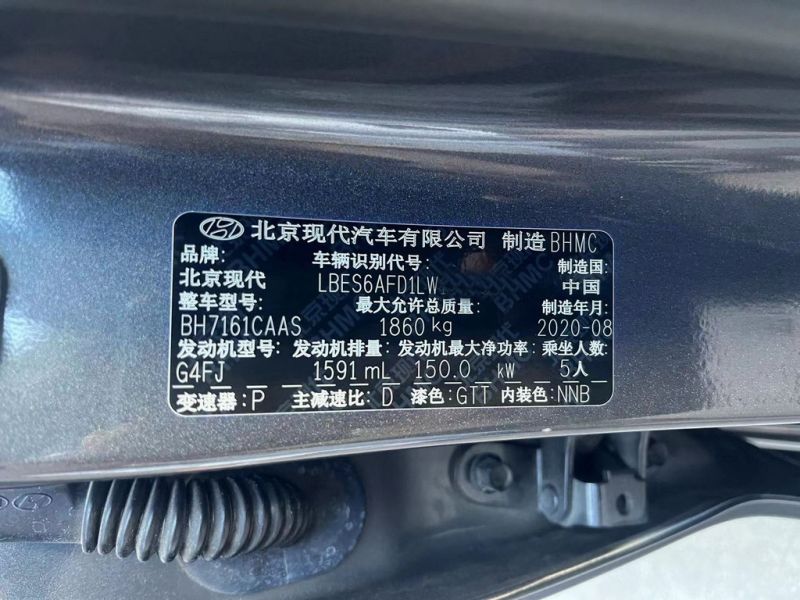 北京现代汽车有限公司 制造 BHMC
品牌: 车辆识别代号: 制造国:
北京现代 LBES6AFD1LW 中国
整车型号: 最大允许总质量: 制造年月:
BH7161CAAS 1860 kg 2020-08
发动机型号: 发动机排量: 发动机最大净功率: 乘坐人数:
G4FJ 1591 mL 150.0 kW 5人
变速器: P 主减速比: D 漆色: GTT 内装色: NNB